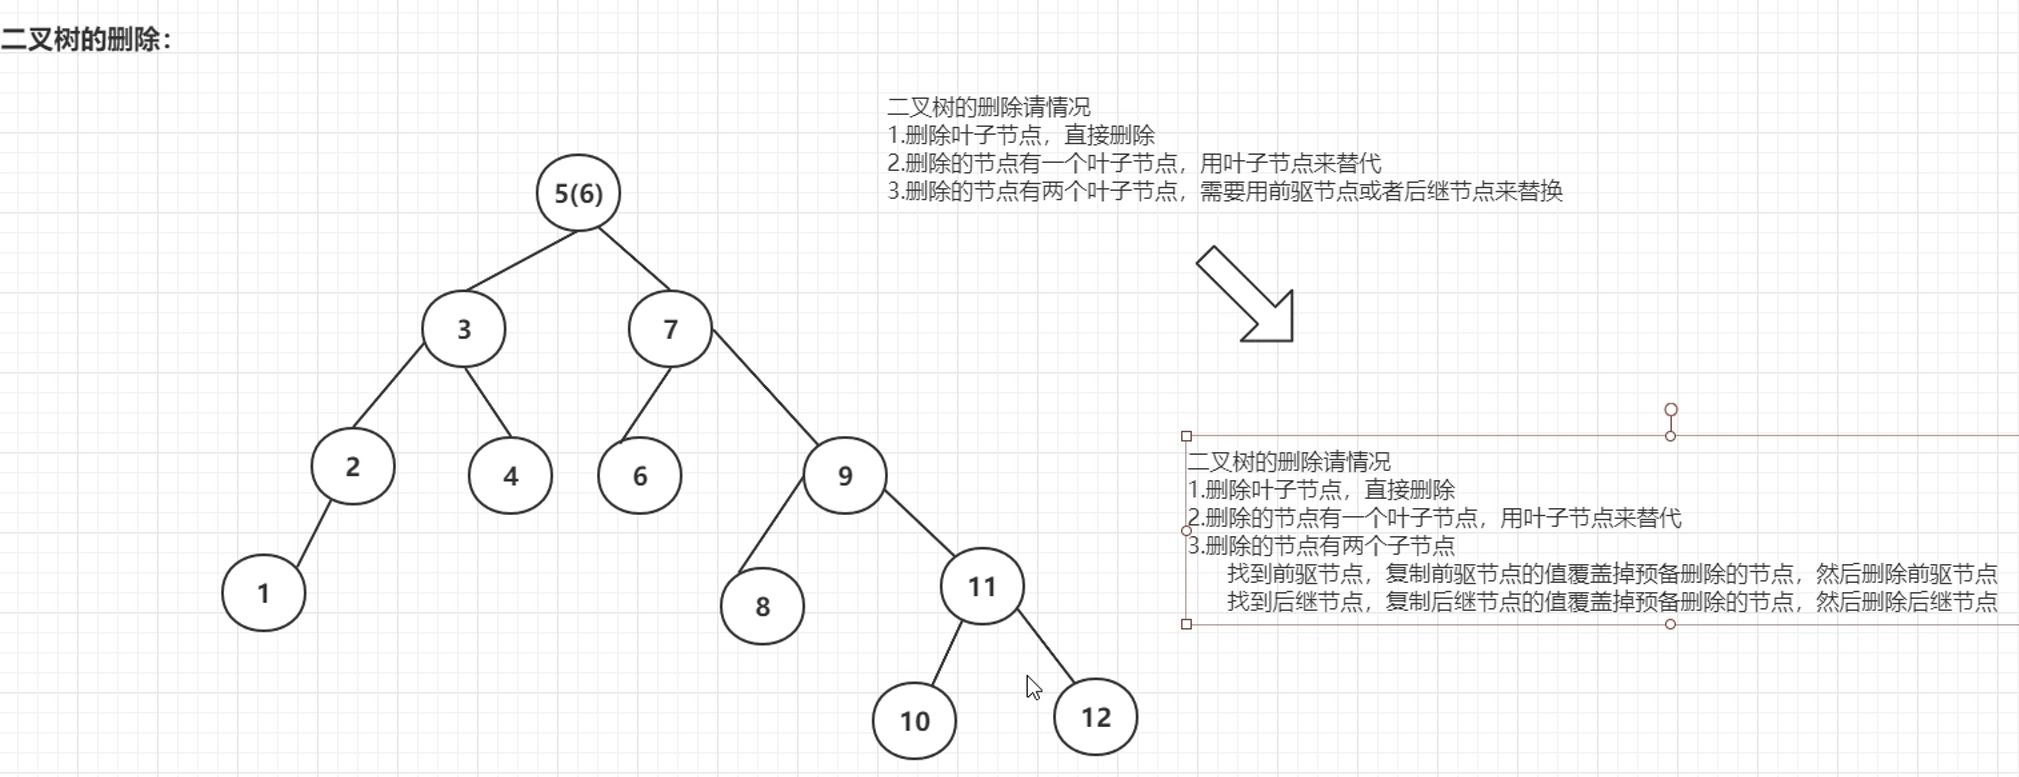 二叉树的删除：
二叉树的删除请情况
1.删除叶子节点，直接删除
2.删除的节点有一个叶子节点，用叶子节点来替代
3.删除的节点有两个叶子节点，需要用前驱节点或者后继节点来替换
5(6)
3
7
2
4
6
9
1
8
11
10
12
二叉树的删除请情况
1.删除叶子节点，直接删除
2.删除的节点有一个叶子节点，用叶子节点来替代
3.删除的节点有两个子节点
找到前驱节点，复制前驱节点的值覆盖掉预备删除的节点，然后删除前驱节点
找到后继节点，复制后继节点的值覆盖掉预备删除的节点，然后删除后继节点